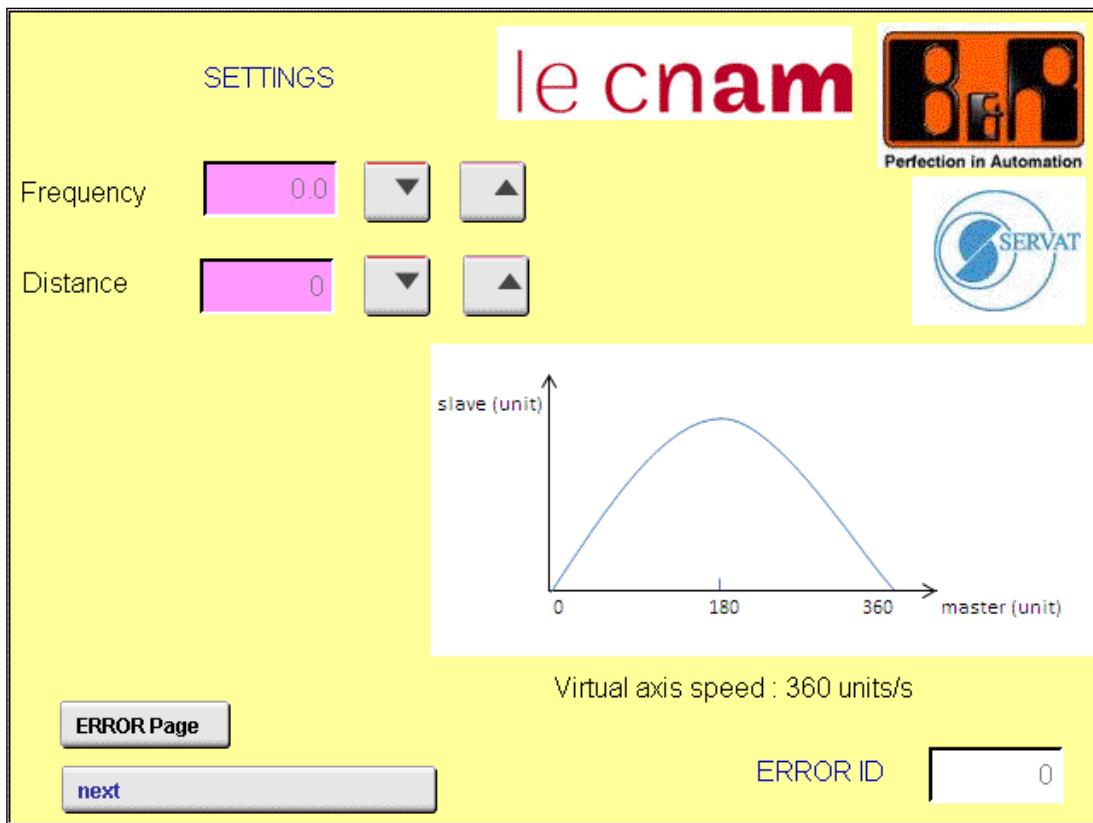 SETTINGS
le cnam
B&R
Perfection in Automation
Frequency
0.0
SERVAT
Distance
0
slave (unit)
0
180
360
master (unit)
Virtual axis speed : 360 units/s
ERROR Page
next
ERROR ID
0